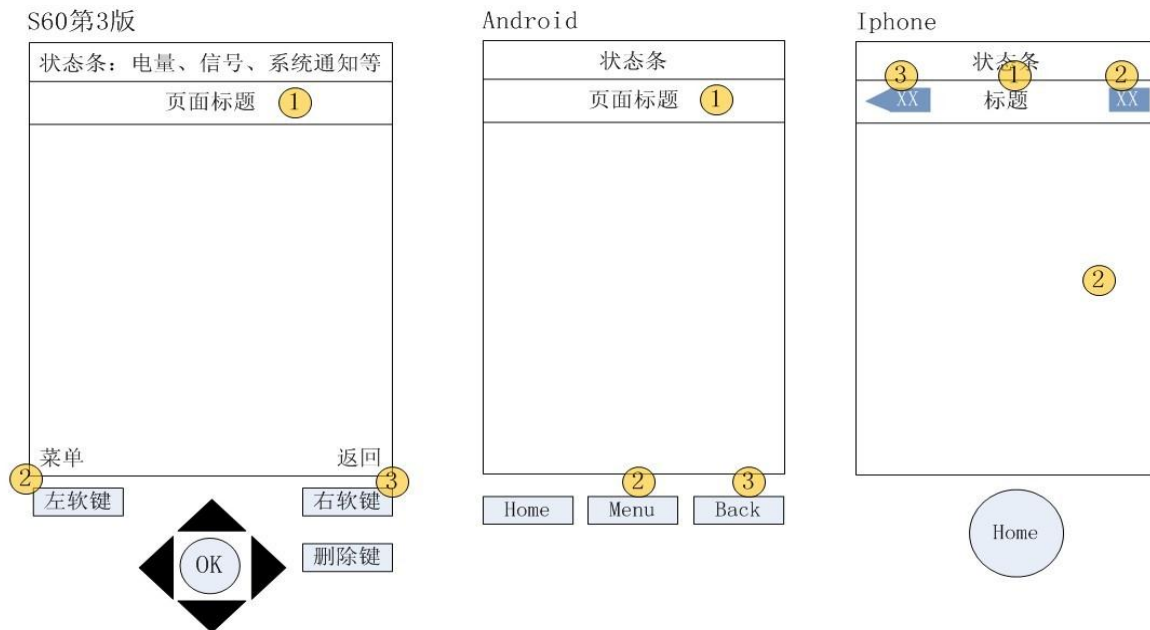 S60第3版
状态条：电量、信号、系统通知等
页面标题 1
菜单 返回
2 3
左软键 右软键
OK
删除键
Android
状态条
页面标题 1
2 3
Home Menu Back
Iphone
状态条
3 1 2
XX 标题 XX
2
Home